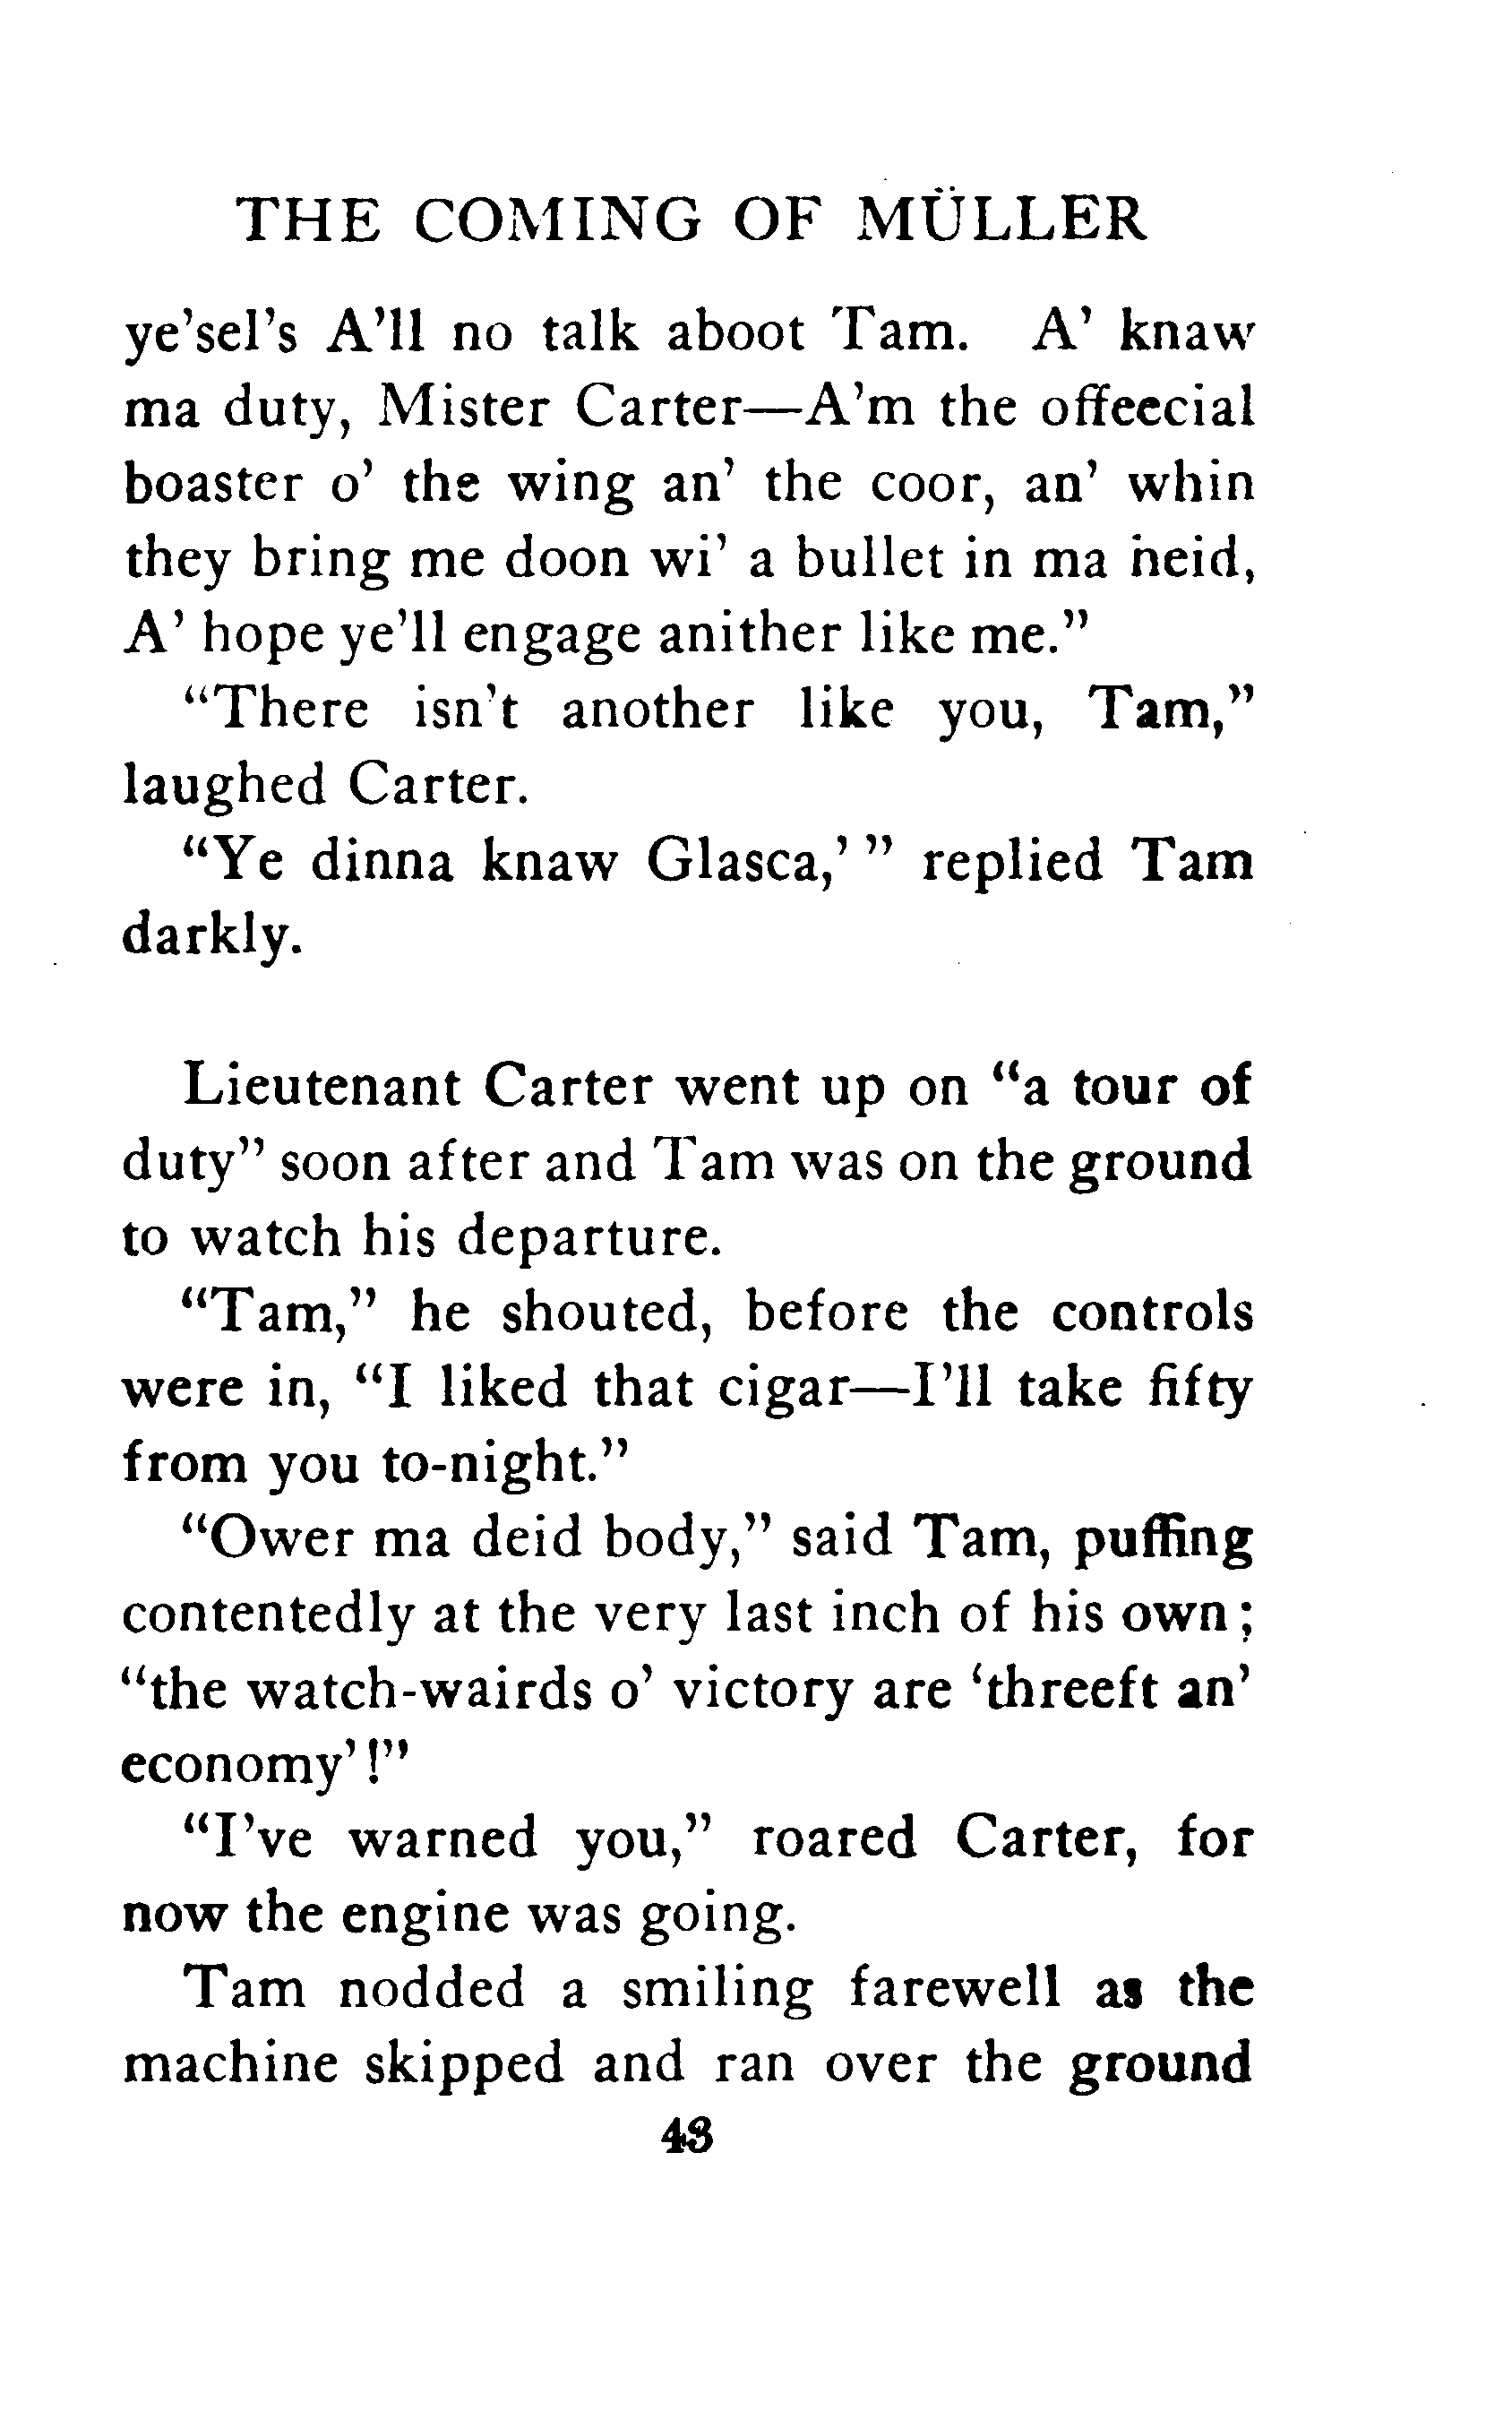 THE COMING OF MÜLLER
ye'sel's A'll no talk aboot Tam. A' knaw
ma duty, Mister Carter—A'm the offeecial
boaster o' the wing an' the coor, an' whin
they bring me doon wi' a bullet in ma heid,
A' hope ye'll engage anither like me."
"There isn't another like you, Tam,"
laughed Carter.
"Ye dinna knaw Glasca,' " replied Tam
darkly.
Lieutenant Carter went up on "a tour of
duty" soon after and Tam was on the ground
to watch his departure.
"Tam," he shouted, before the controls
were in, "I liked that cigar—I'll take fifty
from you to-night."
"Ower ma deid body," said Tam, puffing
contentedly at the very last inch of his own;
"the watch-wairds o' victory are 'threeft an'
economy'!"
"I've warned you," roared Carter, for
now the engine was going.
Tam nodded a smiling farewell as the
machine skipped and ran over the ground
43